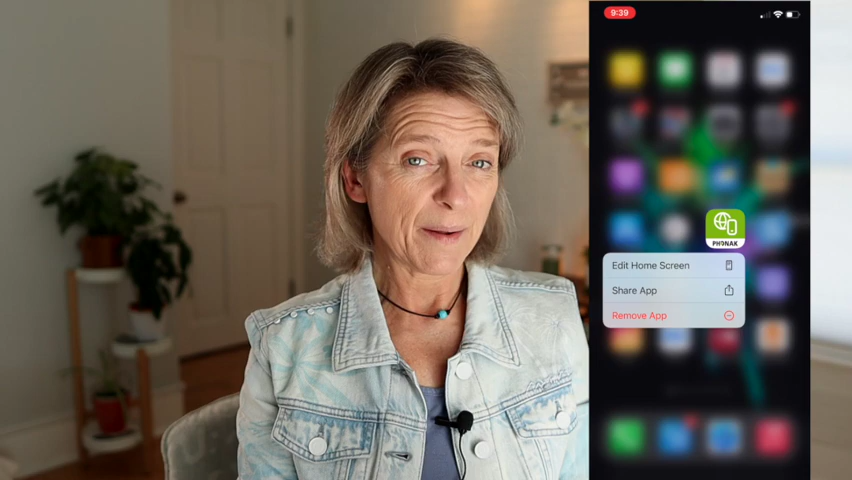 9:39
PHONAK
Edit Home Screen
Share App
Remove App